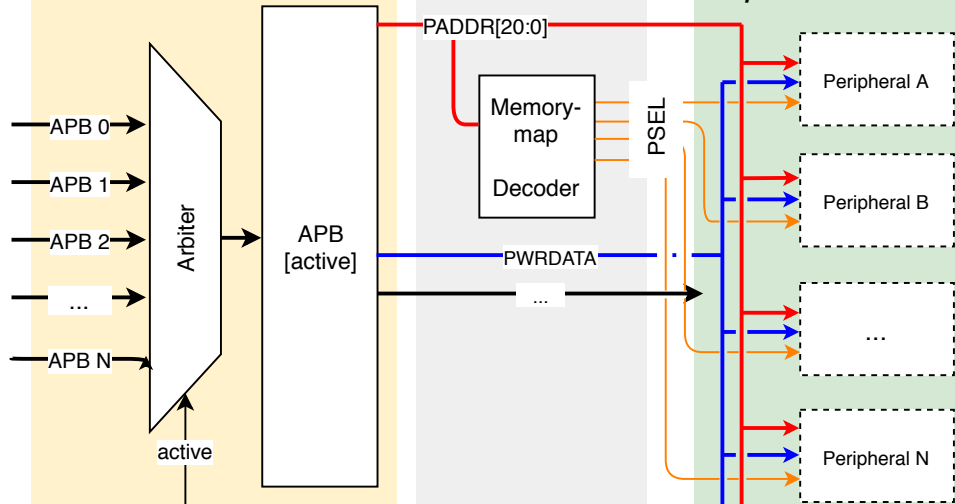 PADDR[20:0]
Peripheral A
Memory-
map
Decoder
PSEL
APB 0
APB 1
APB 2
...
APB N
Arbiter
APB
[active]
Peripheral B
PWRDATA
...
...
active
Peripheral N